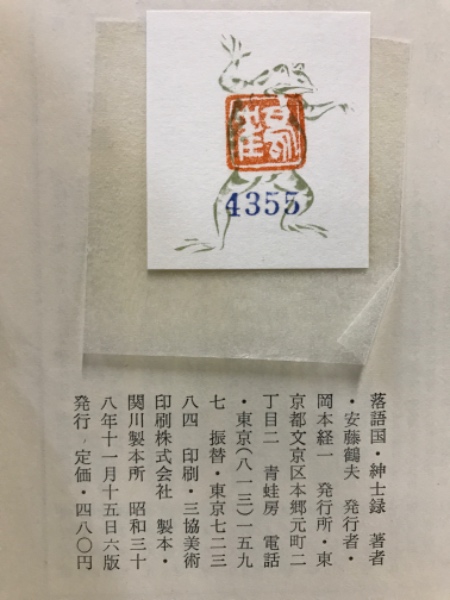 鶴
4355
落語国・紳士録 著者
・安藤鶴夫 発行者・
岡本経一 発行所・東
京都文京区本郷元町二
丁目二 青蛙房 電話
・東京(八一三)一五九
七 振替・東京七二三
八四 印刷・三協美術
印刷株式会社 製本・
関川製本所 昭和三十
八年十一月十五日六版
発行 定価・四八〇円